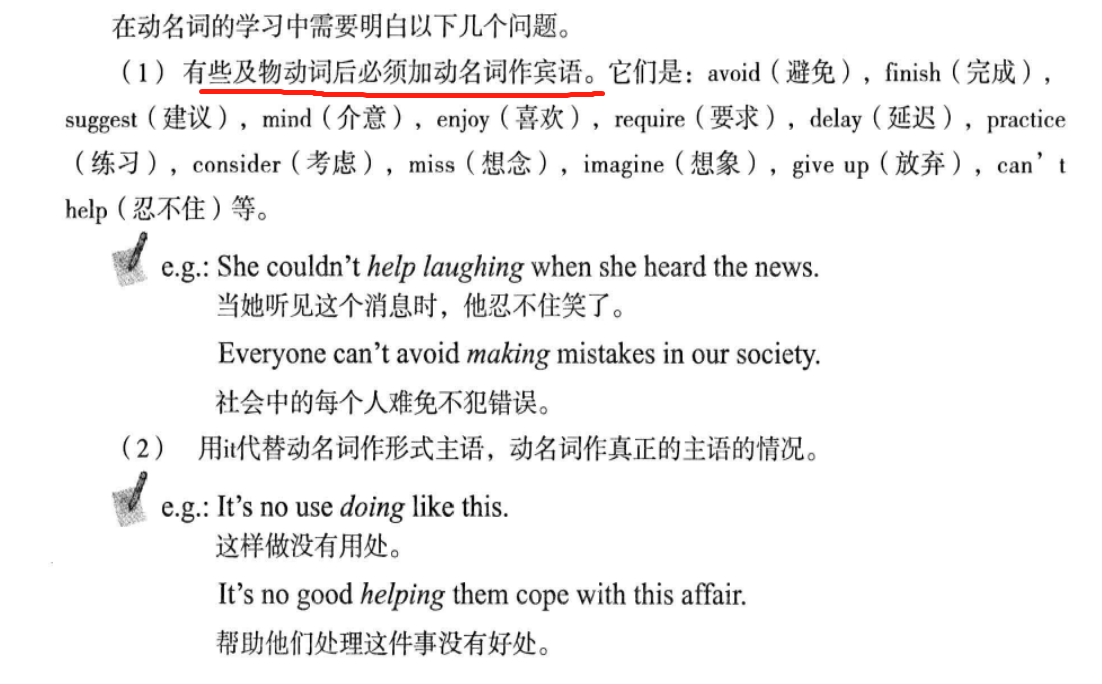 在动名词的学习中需要明白以下几个问题。
（1）有些及物动词后必须加动名词作宾语。它们是：avoid（避免），finish（完成），
suggest（建议），mind（介意），enjoy（喜欢），require（要求），delay（延迟），practice
（练习），consider（考虑），miss（想念），imagine（想象），give up（放弃），can’t
help（忍不住）等。
e.g.: She couldn’t help laughing when she heard the news.
当她听见这个消息时，他忍不住笑了。
Everyone can’t avoid making mistakes in our society.
社会中的每个人难免不犯错误。
（2） 用it代替动名词作形式主语，动名词作真正的主语的情况。
e.g.: It’s no use doing like this.
这样做没有用处。
It’s no good helping them cope with this affair.
帮助他们处理这件事没有好处。